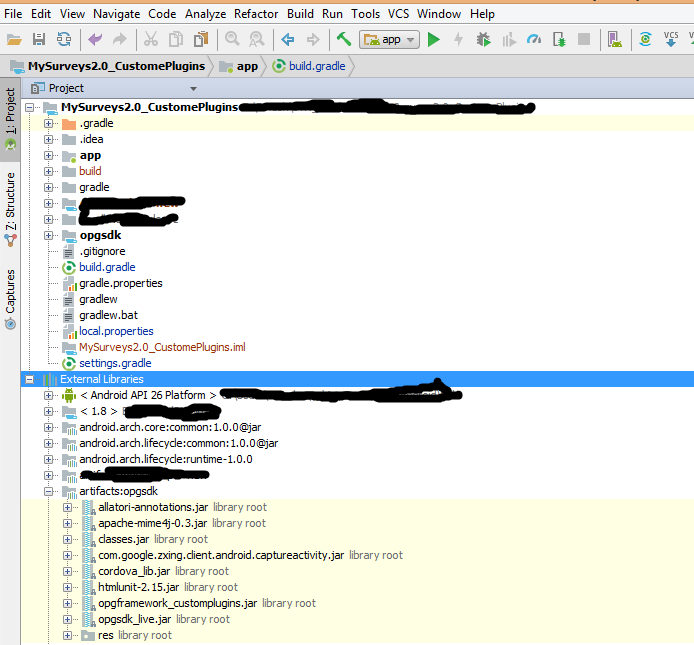 File Edit View Navigate Code Analyze Refactor Build Run Tools VCS Window Help
app VCS
MySurveys2.0_CustomePlugins app build.gradle
1: Project
7: Structure
Captures
Project
MySurveys2.0_CustomePlugins
.gradle
.idea
app
build
gradle
opgsdk
.gitignore
build.gradle
gradle.properties
gradlew
gradlew.bat
local.properties
MySurveys2.0_CustomePlugins.iml
settings.gradle
External Libraries
< Android API 26 Platform >
< 1.8 >
android.arch.core:common:1.0.0@jar
android.arch.lifecycle:common:1.0.0@jar
android.arch.lifecycle:runtime-1.0.0
artifacts:opgsdk
allatori-annotations.jar library root
apache-mime4j-0.3.jar library root
classes.jar library root
com.google.zxing.client.android.captureactivity.jar library root
cordova_lib.jar library root
htmlunit-2.15.jar library root
opgframework_customplugins.jar library root
opgsdk_live.jar library root
res library root